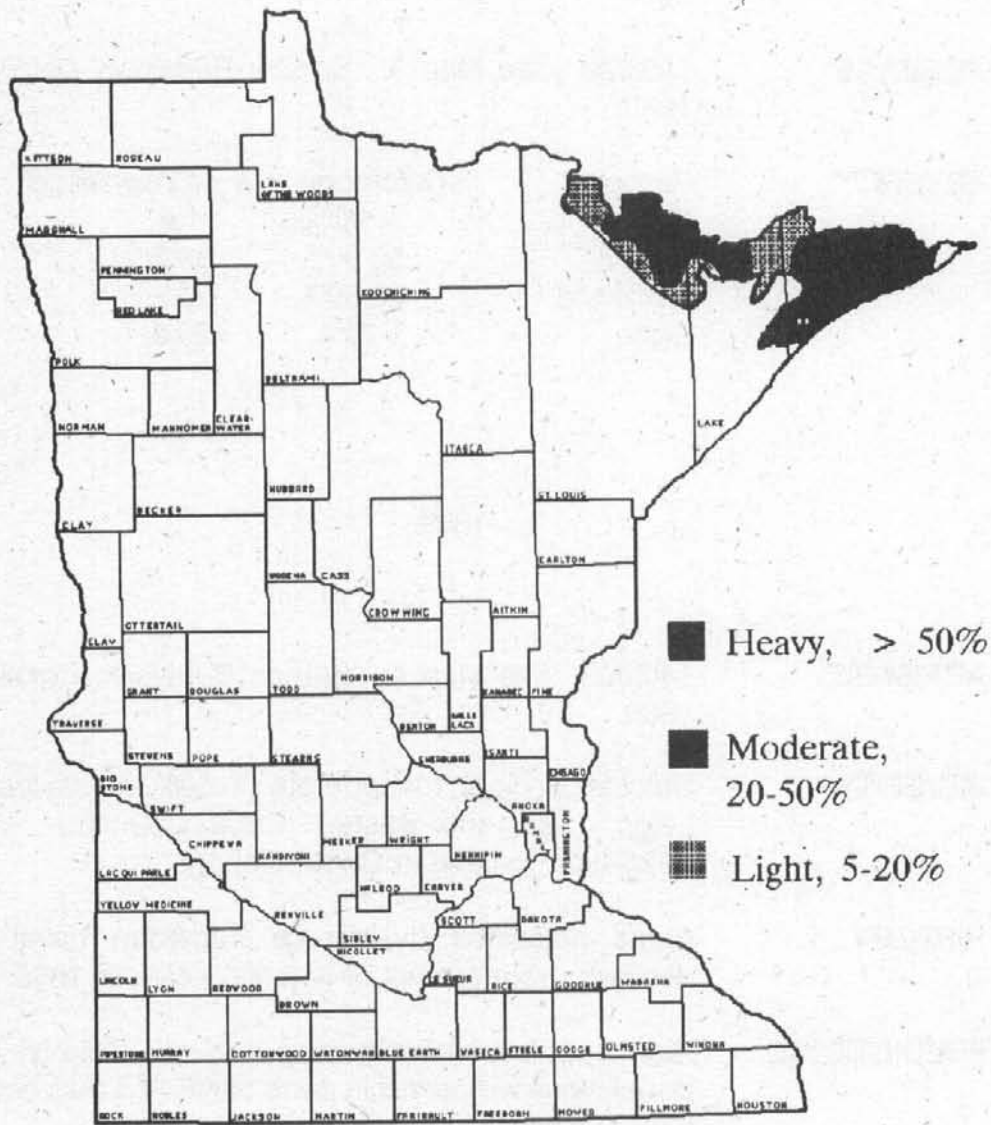 KITTSON
ROSEAU
LAKE
OF THE WOODS
MARSHALL
PENNINGTON
RED LAKE
KOOCHICHING
POLK
BELTRAMI
NORMAN
MAHNOMEN
CLEAR-
WATER
LAKE
ITASCA
HUBBARD
ST. LOUIS
BECKER
CLAY
CARLTON
WADENA
CASS
CROW WING
AITKIN
OTTERTAIL
CLAY
Heavy, > 50%
GRANT
DOUGLAS
TODD
MORRISON
KANABEC
PINE
TRAVERSE
BENTON
MILLE
LACS
STEVENS
POPE
STEARNS
SHERBURNE
ISANTI
CHISAGO
Moderate,
20-50%
BIG
STONE
SWIFT
ANOKA
CHIPPEWA
KANDIYOHI
MEEKER
WRIGHT
HENNEPIN
WASHINGTON
Light, 5-20%
LACQUI PARLE
MCLEOD
CARVER
YELLOW MEDICINE
RENVILLE
SCOTT
DAKOTA
SIBLEY
NICOLLET
LINCOLN
LYON
REDWOOD
LE SUEUR
RICE
GOODHUE
WABASHA
BROWN
PIPESTONE
MURRAY
COTTONWOOD
WATONWAN
BLUE EARTH
WASECA
STEELE
DODGE
OLMSTED
WINONA
ROCK
NOBLES
JACKSON
MARTIN
FARIBAULT
FREEBORN
MOWER
FILLMORE
HOUSTON